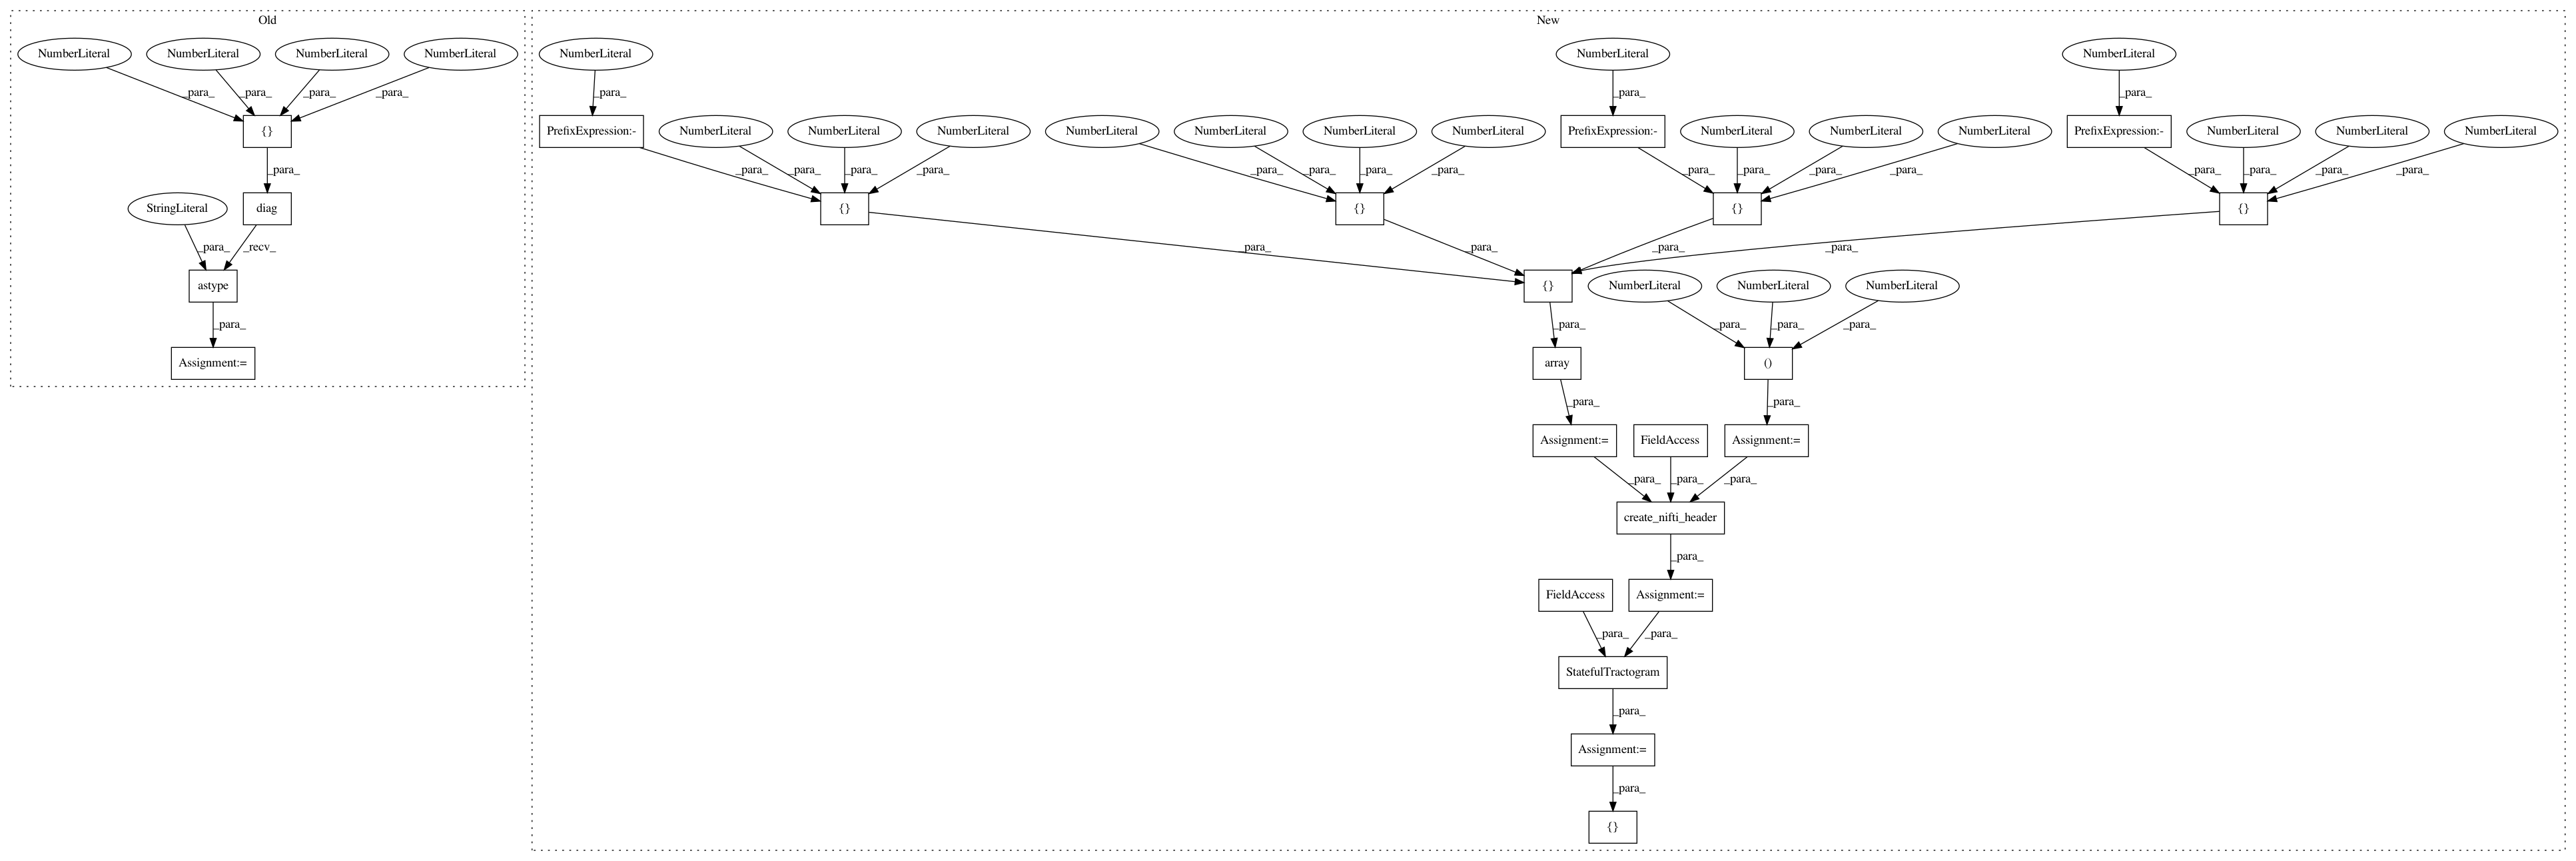 Old
New
NumberLiteral NumberLiteral NumberLiteral NumberLiteral
NumberLiteral NumberLiteral NumberLiteral
_para_ _para_ _para_ _para_
_para_ _para_ _para_
{}
PrefixExpression:- NumberLiteral NumberLiteral NumberLiteral NumberLiteral NumberLiteral NumberLiteral NumberLiteral PrefixExpression:- NumberLiteral NumberLiteral NumberLiteral PrefixExpression:- NumberLiteral NumberLiteral NumberLiteral
_para_
_para_ _para_ _para_ _para_ _para_ _para_ _para_ _para_ _para_ _para_ _para_ _para_ _para_ _para_ _para_ _para_
StringLiteral diag
{} {} {} {}
_para_ _recv_
_para_ _para_ _para_ _para_
astype
{} NumberLiteral NumberLiteral NumberLiteral
_para_
_para_ _para_ _para_ _para_
Assignment:=
array ()
_para_ _para_
Assignment:= FieldAccess Assignment:=
_para_ _para_ _para_
create_nifti_header
_para_
FieldAccess Assignment:=
_para_ _para_
StatefulTractogram
_para_
Assignment:=
_para_
{}